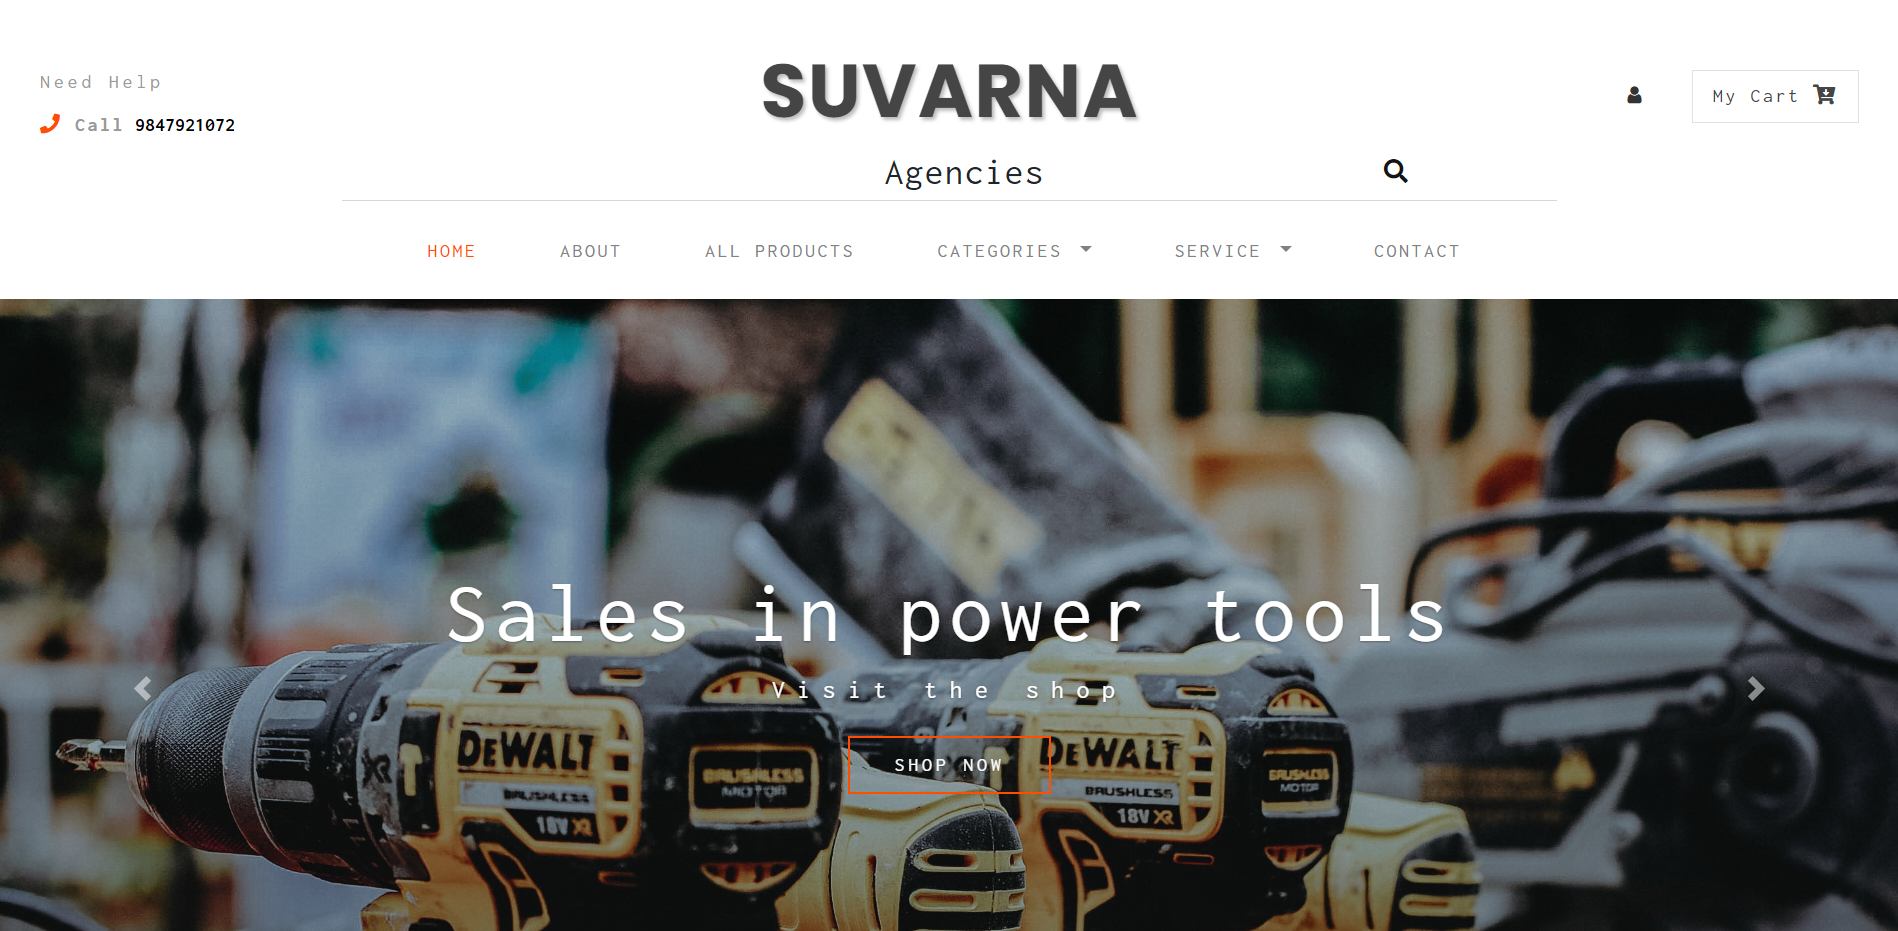 Need Help
Call 9847921072
SUVARNA
Agencies
My Cart
HOME ABOUT ALL PRODUCTS CATEGORIES SERVICE CONTACT
Sales in power tools
Visit the shop
SHOP NOW
DEWALT
XR
BRUSHLESS
18V XR
BRUSHLESS
MOTOR
DEWALT
BRUSHLESS
18V XR
BRUSHLESS
MOTOR